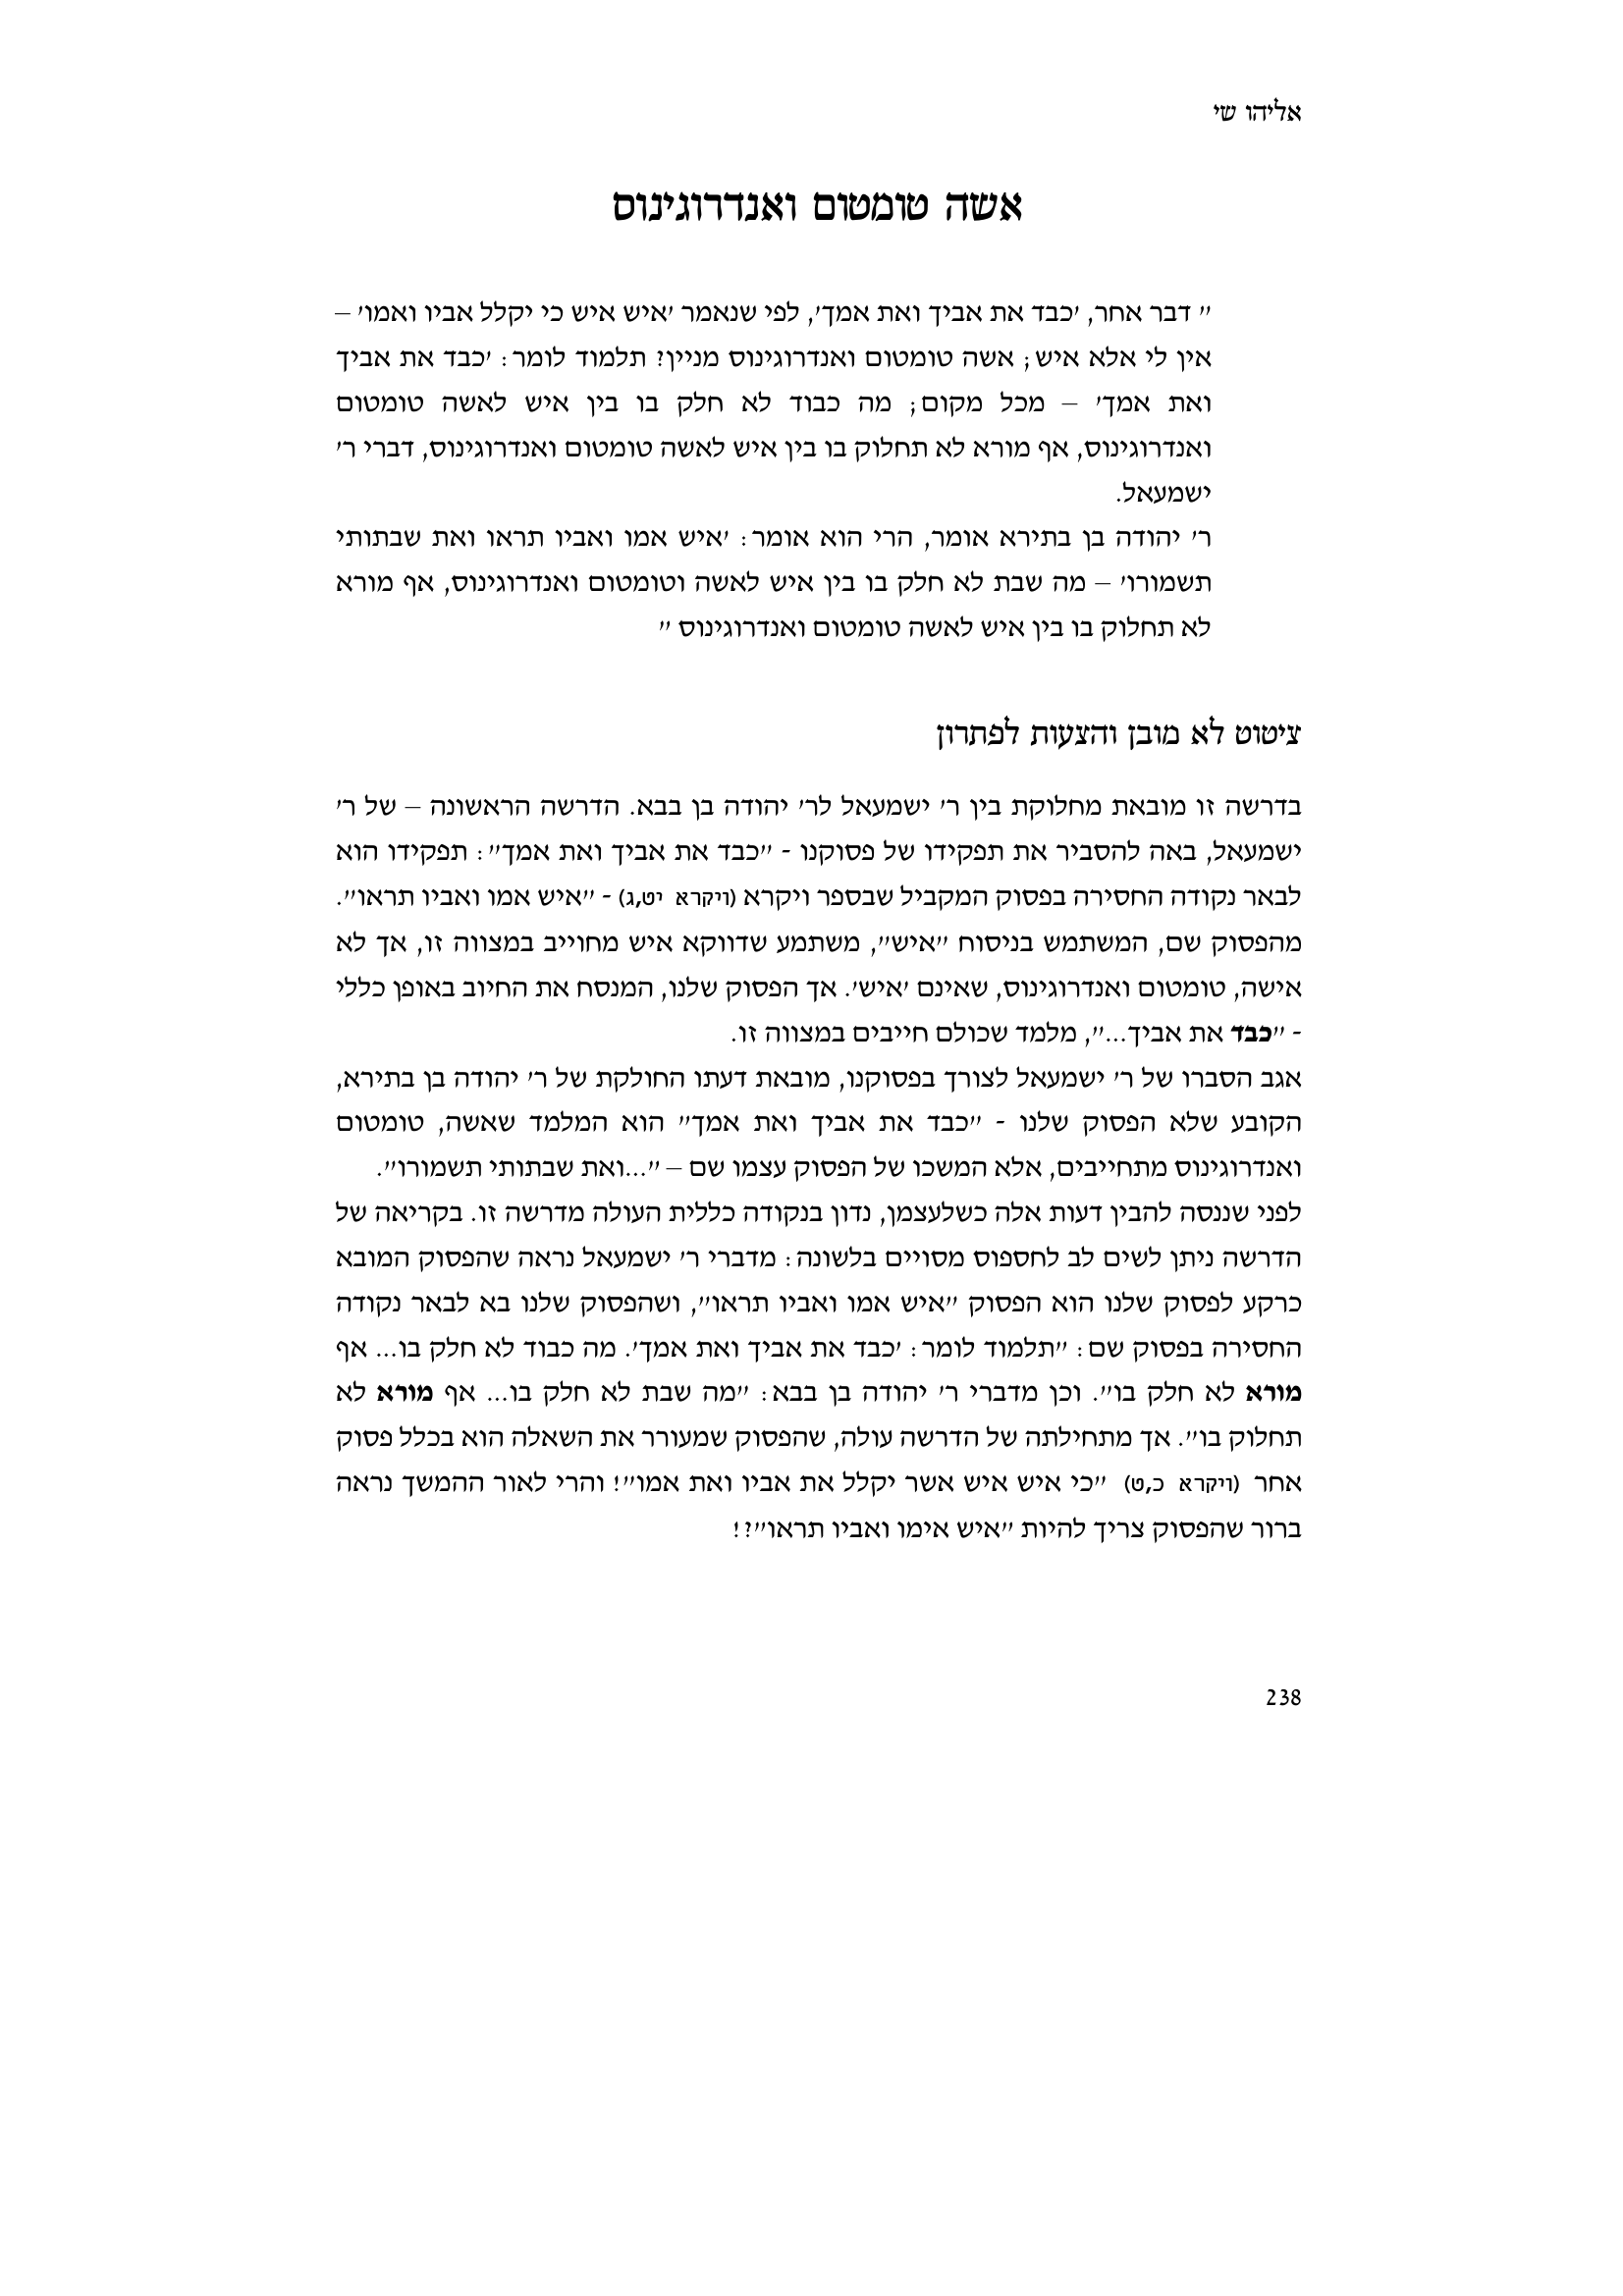 אליהו שי
אשה טומטום ואנדרוגינוס
" דבר אחר, 'כבד את אביך ואת אמך', לפי שנאמר 'איש איש כי יקלל אביו ואמו' –
אין לי אלא איש; אשה טומטום ואנדרוגינוס מניין? תלמוד לומר: 'כבד את אביך
ואת אמך' – מכל מקום; מה כבוד לא חלק בו בין איש לאשה טומטום
ואנדרוגינוס, אף מורא לא תחלוק בו בין איש לאשה טומטום ואנדרוגינוס, דברי ר'
ישמעאל.
ר' יהודה בן בתירא אומר, הרי הוא אומר: 'איש אמו ואביו תראו ואת שבתותי
תשמורו' – מה שבת לא חלק בו בין איש לאשה וטומטום ואנדרוגינוס, אף מורא
לא תחלוק בו בין איש לאשה טומטום ואנדרוגינוס "
ציטוט לא מובן והצעות לפתרון
בדרשה זו מובאת מחלוקת בין ר' ישמעאל לר' יהודה בן בבא. הדרשה הראשונה – של ר'
ישמעאל, באה להסביר את תפקידו של פסוקנו - "כבד את אביך ואת אמך": תפקידו הוא
לבאר נקודה החסירה בפסוק המקביל שבספר ויקרא (ויקרא יט,ג) - "איש אמו ואביו תראו".
מהפסוק שם, המשתמש בניסוח "איש", משתמע שדווקא איש מחוייב במצווה זו, אך לא
אישה, טומטום ואנדרוגינוס, שאינם 'איש'. אך הפסוק שלנו, המנסח את החיוב באופן כללי
- "כבד את אביך...", מלמד שכולם חייבים במצווה זו.
אגב הסברו של ר' ישמעאל לצורך בפסוקנו, מובאת דעתו החולקת של ר' יהודה בן בתירא,
הקובע שלא הפסוק שלנו - "כבד את אביך ואת אמך" הוא המלמד שאשה, טומטום
ואנדרוגינוס מתחייבים, אלא המשכו של הפסוק עצמו שם – "...ואת שבתותי תשמורו".
לפני שננסה להבין דעות אלה כשלעצמן, נדון בנקודה כללית העולה מדרשה זו. בקריאה של
הדרשה ניתן לשים לב לחספוס מסויים בלשונה: מדברי ר' ישמעאל נראה שהפסוק המובא
כרקע לפסוק שלנו הוא הפסוק "איש אמו ואביו תראו", ושהפסוק שלנו בא לבאר נקודה
החסירה בפסוק שם: "תלמוד לומר: 'כבד את אביך ואת אמך'. מה כבוד לא חלק בו... אף
מורא לא חלק בו". וכן מדברי ר' יהודה בן בבא: "מה שבת לא חלק בו... אף מורא לא
תחלוק בו". אך מתחילתה של הדרשה עולה, שהפסוק שמעורר את השאלה הוא בכלל פסוק
אחר (ויקרא כ,ט) "כי איש איש אשר יקלל את אביו ואת אמו"! והרי לאור ההמשך נראה
ברור שהפסוק צריך להיות "איש אימו ואביו תראו"?!
238